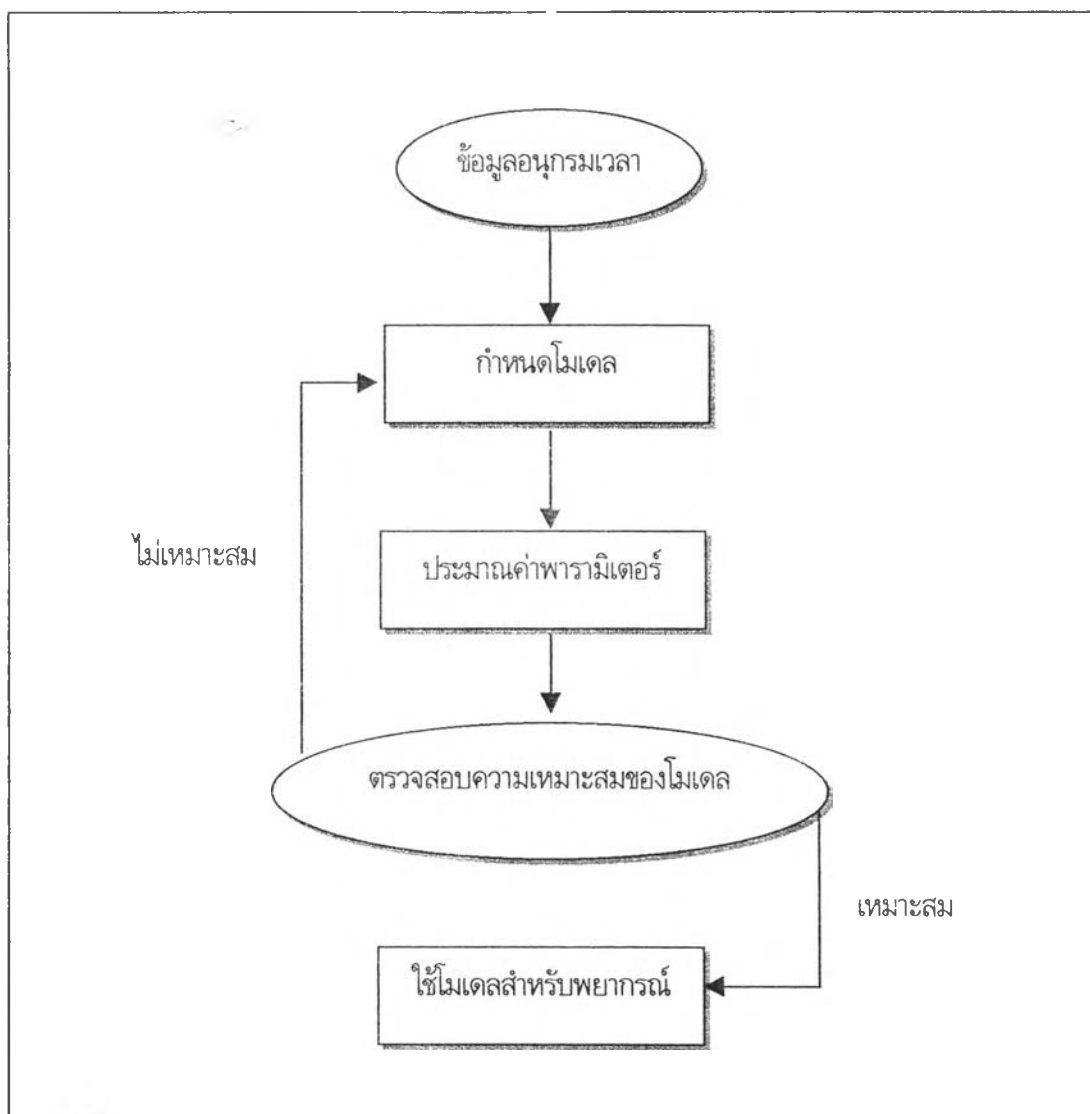 ข้อมูลอนุกรมเวลา
กำหนดโมเดล
ไม่เหมาะสม
ประมาณค่าพารามิเตอร์
ตรวจสอบความเหมาะสมของโมเดล
เหมาะสม
ใช้โมเดลสำหรับพยากรณ์